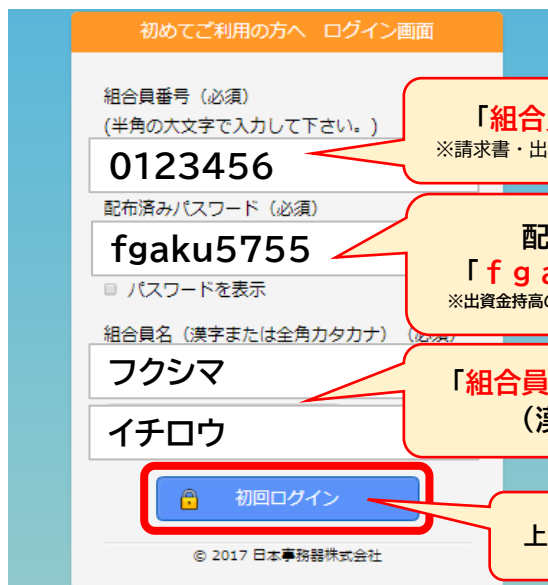 初めてご利用の方へ ログイン画面
組合員番号（必須）
(半角の大文字で入力して下さい。)
0123456
「組合
※請求書・出
配布済みパスワード（必須）
fgaku5755
配
「ｆｇａ
※出資金持高の
パスワードを表示
組合員名（漢字または全角カタカナ）（必須）
フクシマ
イチロウ
「組合員
（漢
初回ログイン
上
© 2017 日本事務器株式会社